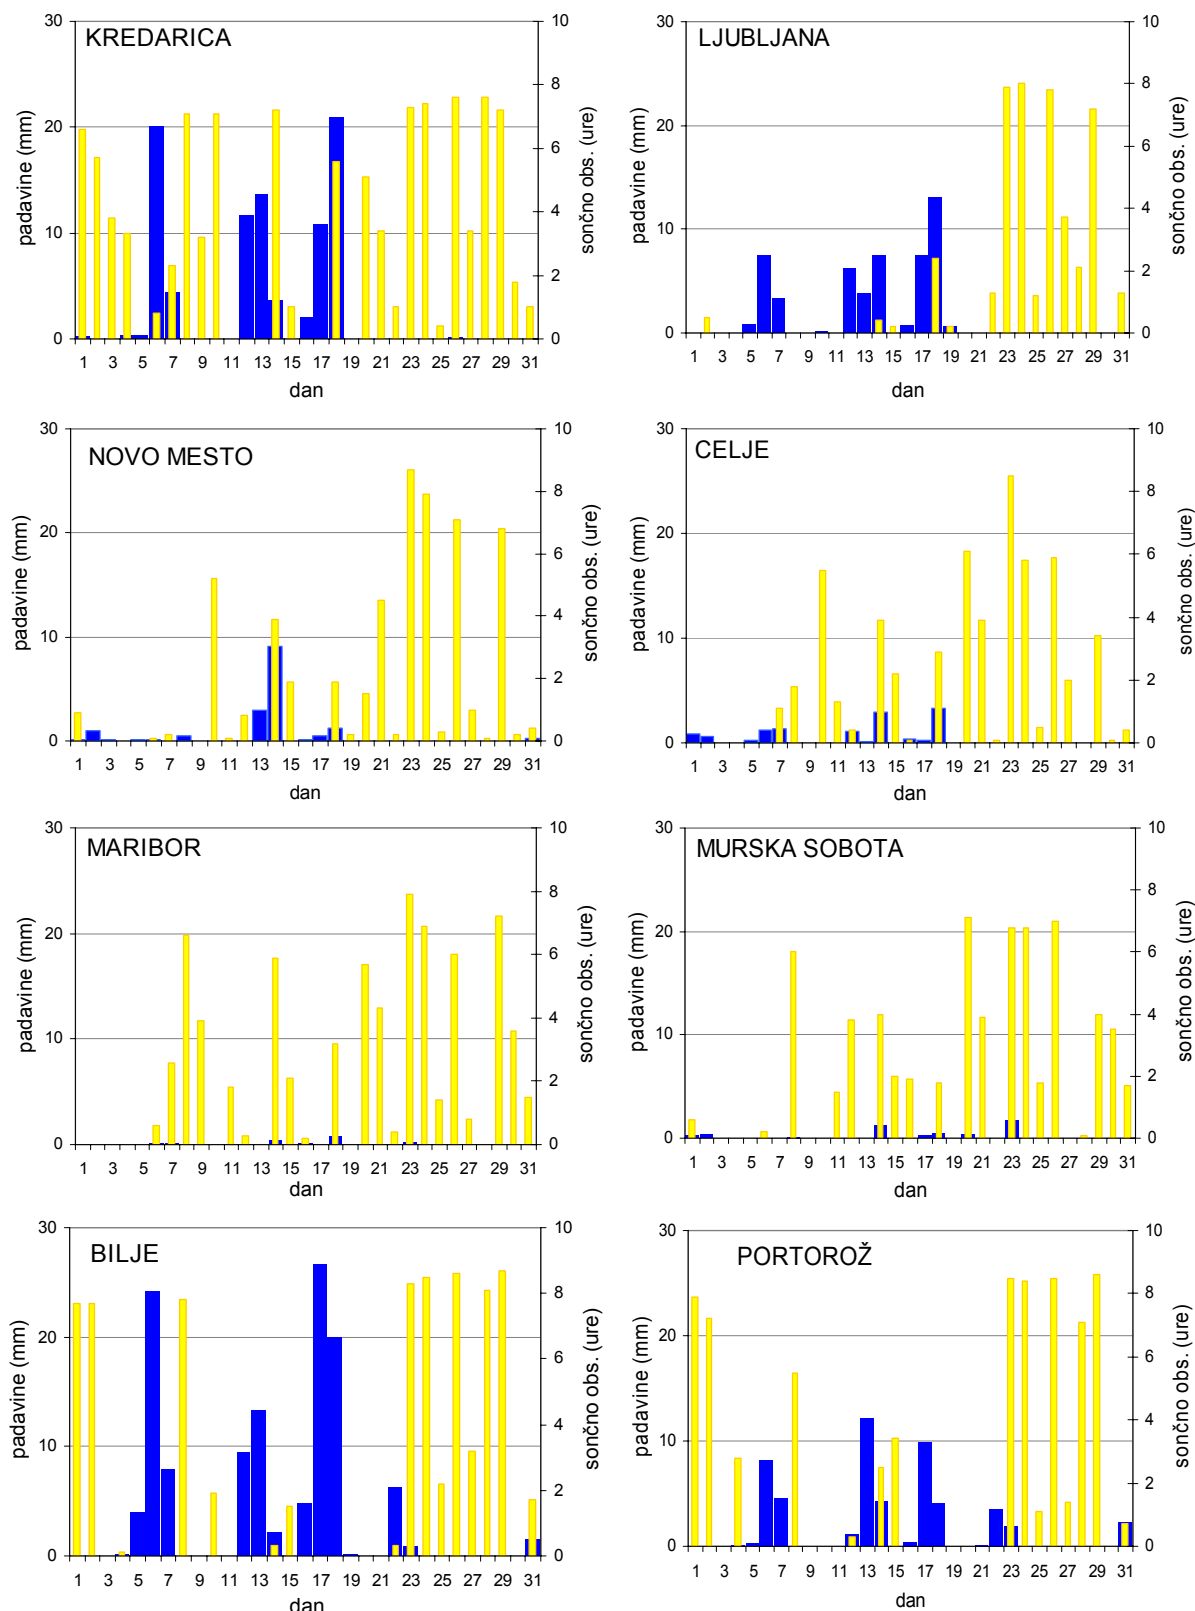 KREDARICA
padavine (mm)
30
20
10
0
sončno obs. (ure)
10
8
6
4
2
0
1 3 5 7 9 11 13 15 17 19 21 23 25 27 29 31
dan
LJUBLJANA
padavine (mm)
30
20
10
0
sončno obs. (ure)
10
8
6
4
2
0
1 3 5 7 9 11 13 15 17 19 21 23 25 27 29 31
dan
NOVO MESTO
padavine (mm)
30
20
10
0
sončno obs. (ure)
10
8
6
4
2
0
1 3 5 7 9 11 13 15 17 19 21 23 25 27 29 31
dan
CELJE
padavine (mm)
30
20
10
0
sončno obs. (ure)
10
8
6
4
2
0
1 3 5 7 9 11 13 15 17 19 21 23 25 27 29 31
dan
MARIBOR
padavine (mm)
30
20
10
0
sončno obs. (ure)
10
8
6
4
2
0
1 3 5 7 9 11 13 15 17 19 21 23 25 27 29 31
dan
MURSKA SOBOTA
padavine (mm)
30
20
10
0
sončno obs. (ure)
10
8
6
4
2
0
1 3 5 7 9 11 13 15 17 19 21 23 25 27 29 31
dan
BILJE
padavine (mm)
30
20
10
0
sončno obs. (ure)
10
8
6
4
2
0
1 3 5 7 9 11 13 15 17 19 21 23 25 27 29 31
dan
PORTOROŽ
padavine (mm)
30
20
10
0
sončno obs. (ure)
10
8
6
4
2
0
1 3 5 7 9 11 13 15 17 19 21 23 25 27 29 31
dan